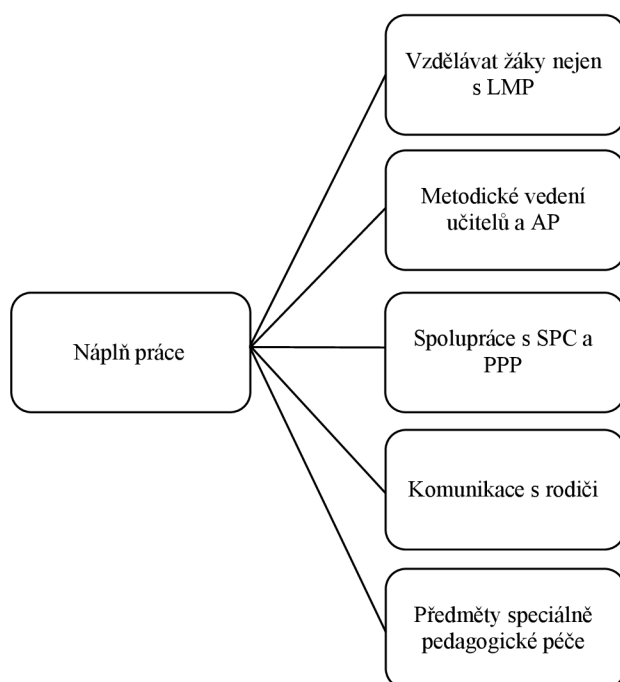 Vzdělávat žáky nejen
s LMP
Metodické vedení
učitelů a AP
Náplň práce
Spolupráce s SPC a
PPP
Komunikace s rodiči
Předměty speciálně
pedagogické péče